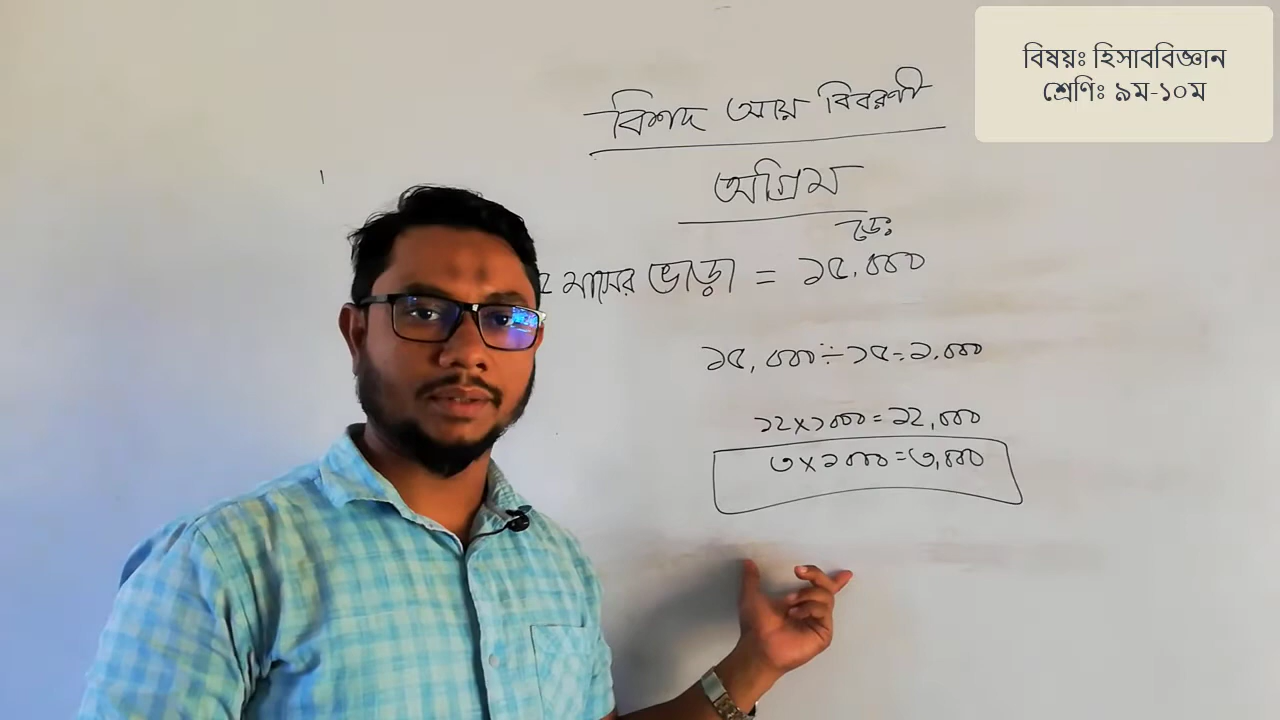 বিষয়ঃ হিসাববিজ্ঞান
শ্রেণিঃ ৯ম-১০ম
বিশদ আয় বিবরণী
অগ্রিম
ডেঃ
মাসের ভাড়া = ১৫,০০০
১৫,০০০÷১৫=১,০০০
১২×১০০০=১২,০০০
৩×১০০০=৩,০০০